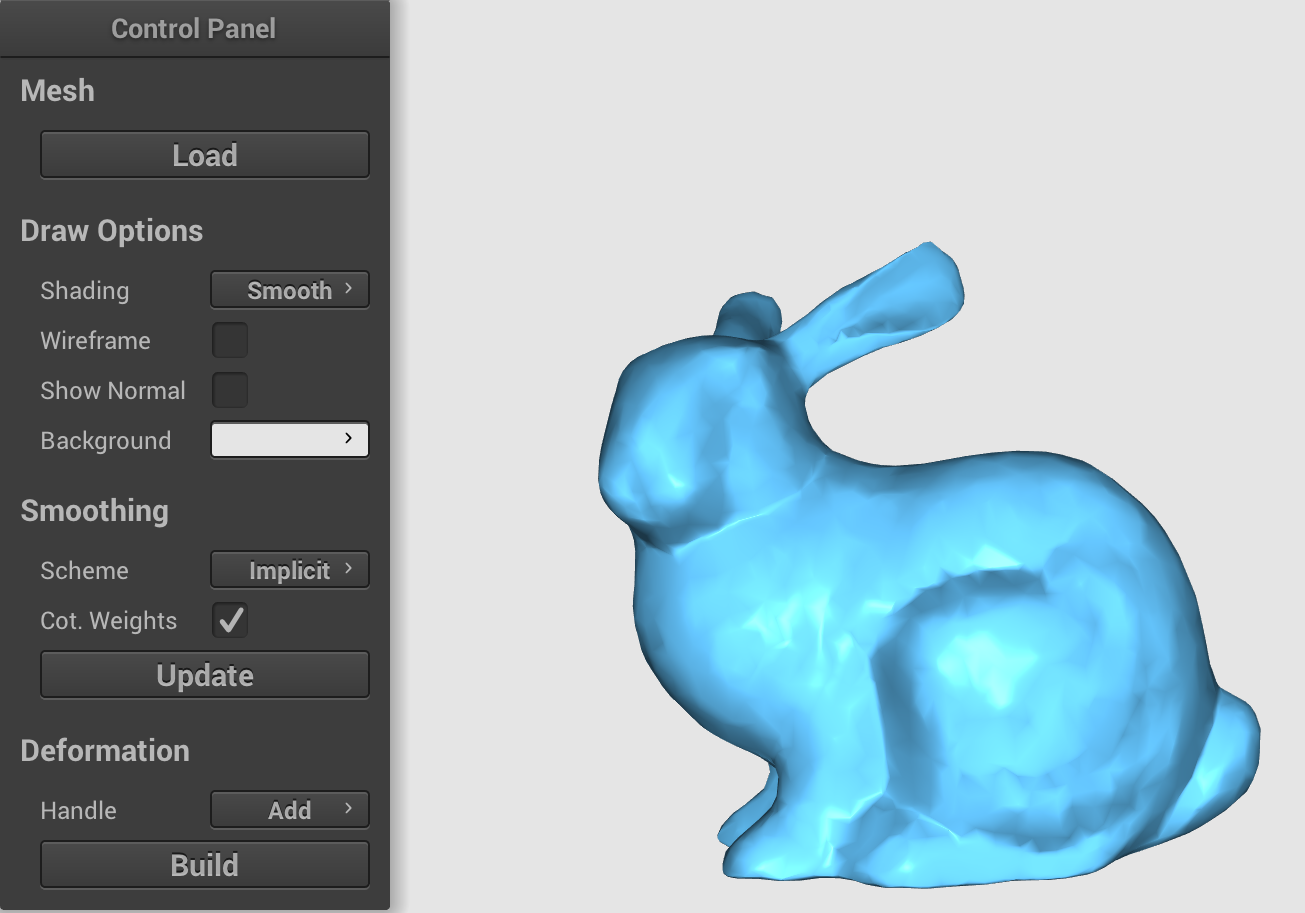 Control Panel
Mesh
Load
Draw Options
Shading Smooth >
Wireframe
Show Normal
Background >
Smoothing
Scheme Implicit >
Cot. Weights ✓
Update
Deformation
Handle Add >
Build